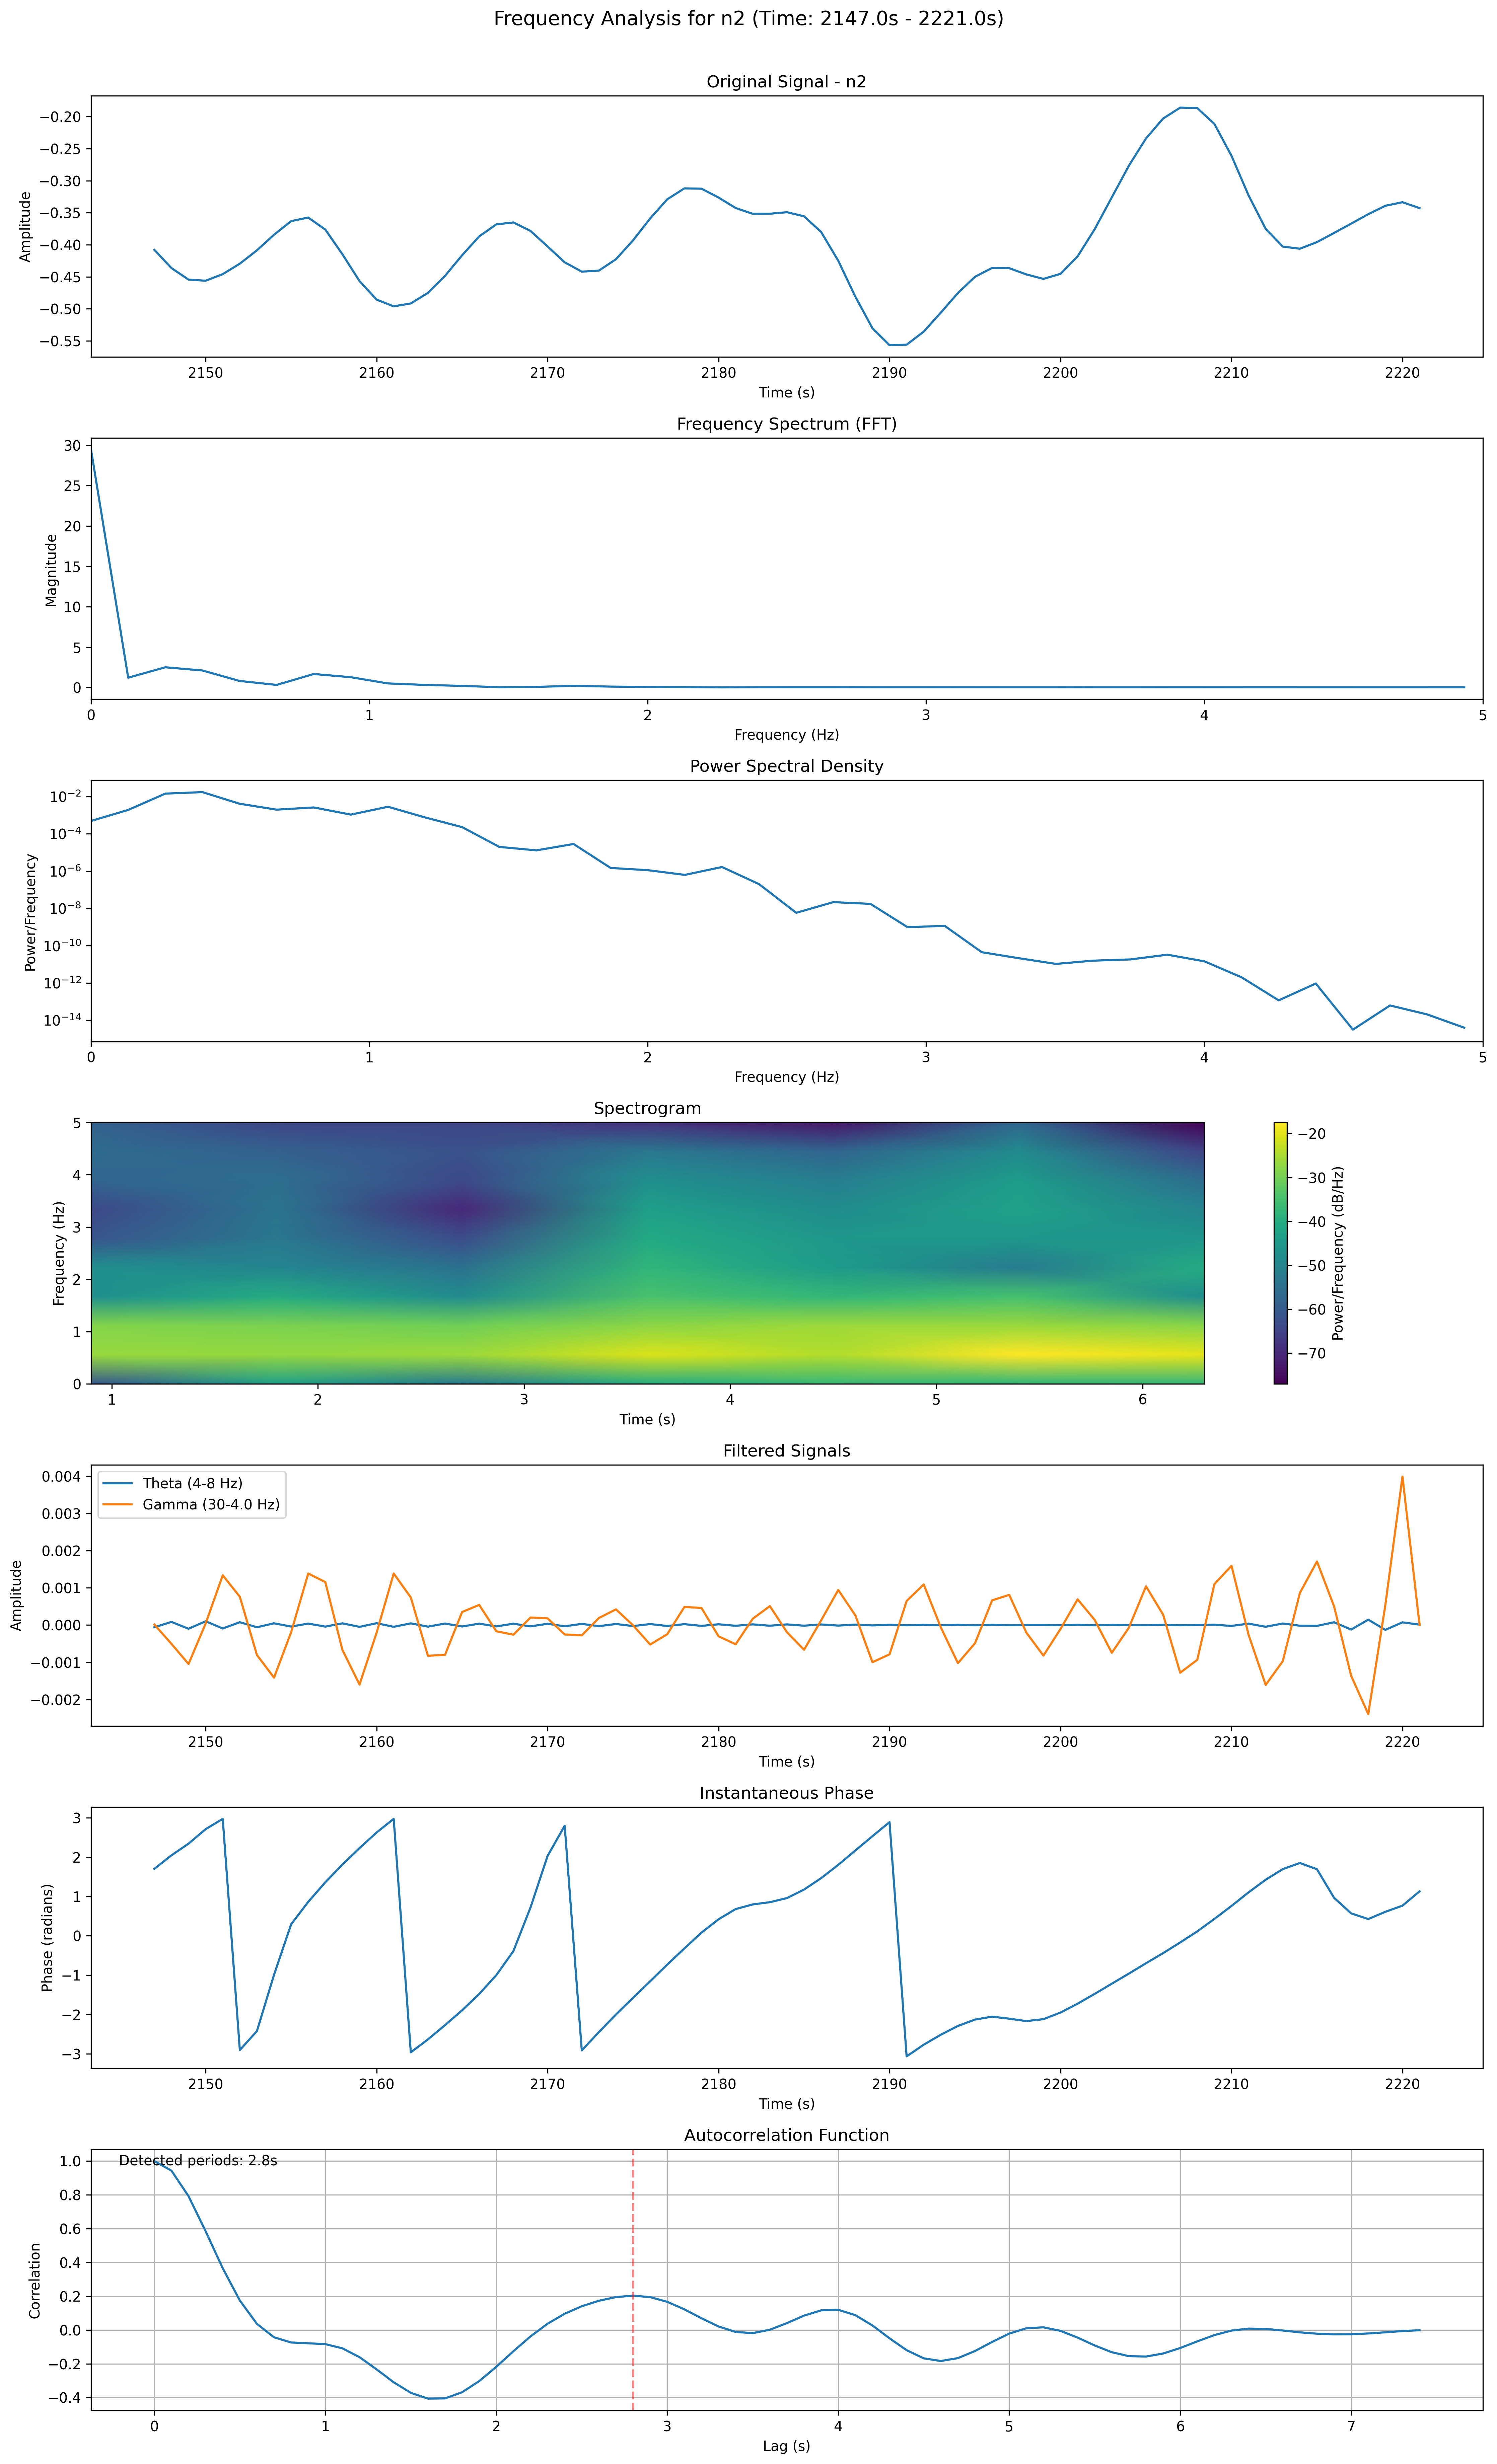 Frequency Analysis for n2 (Time: 2147.0s - 2221.0s)
Original Signal - n2
Amplitude
−0.20
−0.25
−0.30
−0.35
−0.40
−0.45
−0.50
−0.55
2150 2160 2170 2180 2190 2200 2210 2220
Time (s)
Frequency Spectrum (FFT)
Magnitude
30
25
20
15
10
5
0
0 1 2 3 4 5
Frequency (Hz)
Power Spectral Density
Power/Frequency
10⁻²
10⁻⁴
10⁻⁶
10⁻⁸
10⁻¹⁰
10⁻¹²
10⁻¹⁴
0 1 2 3 4 5
Frequency (Hz)
Spectrogram
Frequency (Hz)
5
4
3
2
1
0
1 2 3 4 5 6
Time (s)
−20
−30
−40
−50
−60
−70
Power/Frequency (dB/Hz)
Filtered Signals
Theta (4-8 Hz)
Gamma (30-4.0 Hz)
Amplitude
0.004
0.003
0.002
0.001
0.000
−0.001
−0.002
2150 2160 2170 2180 2190 2200 2210 2220
Time (s)
Instantaneous Phase
Phase (radians)
3
2
1
0
−1
−2
−3
2150 2160 2170 2180 2190 2200 2210 2220
Time (s)
Autocorrelation Function
Detected periods: 2.8s
Correlation
1.0
0.8
0.6
0.4
0.2
0.0
−0.2
−0.4
0 1 2 3 4 5 6 7
Lag (s)